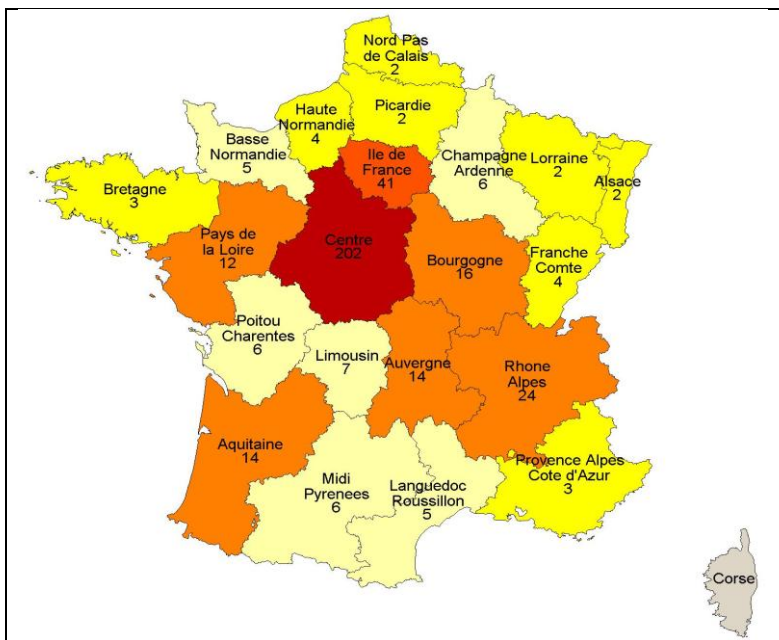 Nord Pas
de Calais
2
Haute
Normandie
4
Picardie
2
Basse
Normandie
5
Ile de
France
41
Champagne
Ardenne
6
Lorraine
2
Alsace
2
Bretagne
3
Pays de
la Loire
12
Centre
202
Bourgogne
16
Franche
Comte
4
Poitou
Charentes
6
Limousin
7
Auvergne
14
Rhone
Alpes
24
Aquitaine
14
Midi
Pyrenees
6
Languedoc
Roussillon
5
Provence Alpes
Cote d'Azur
3
Corse